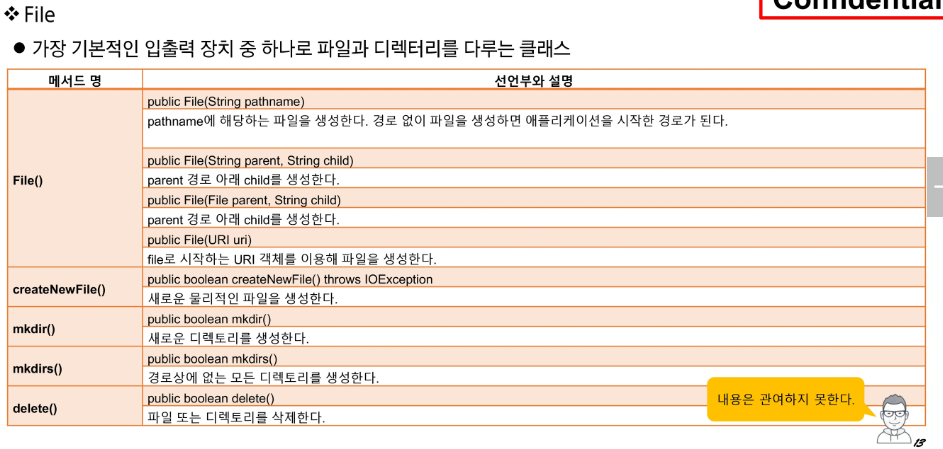 Confidential
❖ File
● 가장 기본적인 입출력 장치 중 하나로 파일과 디렉터리를 다루는 클래스
메서드 명 선언부와 설명
File()
public File(String pathname)
pathname에 해당하는 파일을 생성한다. 경로 없이 파일을 생성하면 애플리케이션을 시작한 경로가 된다.
public File(String parent, String child)
parent 경로 아래 child를 생성한다.
public File(File parent, String child)
parent 경로 아래 child를 생성한다.
public File(URI uri)
file로 시작하는 URI 객체를 이용해 파일을 생성한다.
createNewFile()
public boolean createNewFile() throws IOException
새로운 물리적인 파일을 생성한다.
mkdir()
public boolean mkdir()
새로운 디렉토리를 생성한다.
mkdirs()
public boolean mkdirs()
경로상에 없는 모든 디렉토리를 생성한다.
delete()
public boolean delete()
파일 또는 디렉토리를 삭제한다.
내용은 관여하지 못한다.
13